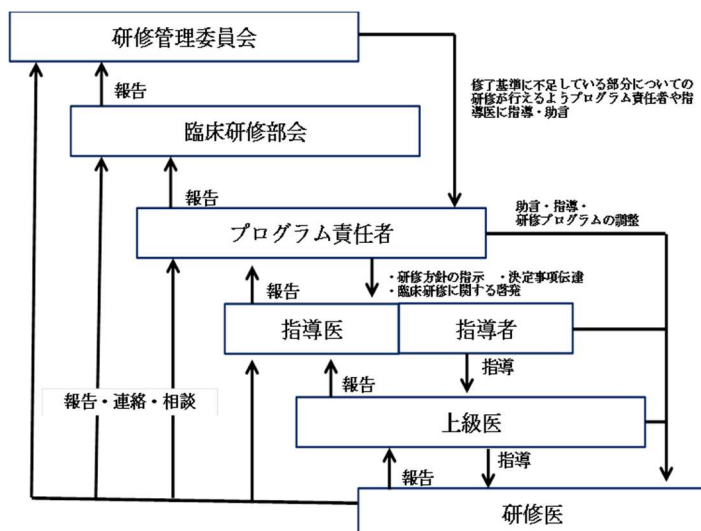 研修管理委員会
修了基準に不足している部分についての
研修が行えるようプログラム責任者や指
導医に指導・助言
報告
臨床研修部会
報告
助言・指導・
研修プログラムの調整
プログラム責任者
・研修方針の指示 ・決定事項伝達
・臨床研修に関する啓発
報告
指導医
指導者
報告
指導
報告・連絡・相談
上級医
報告
指導
研修医